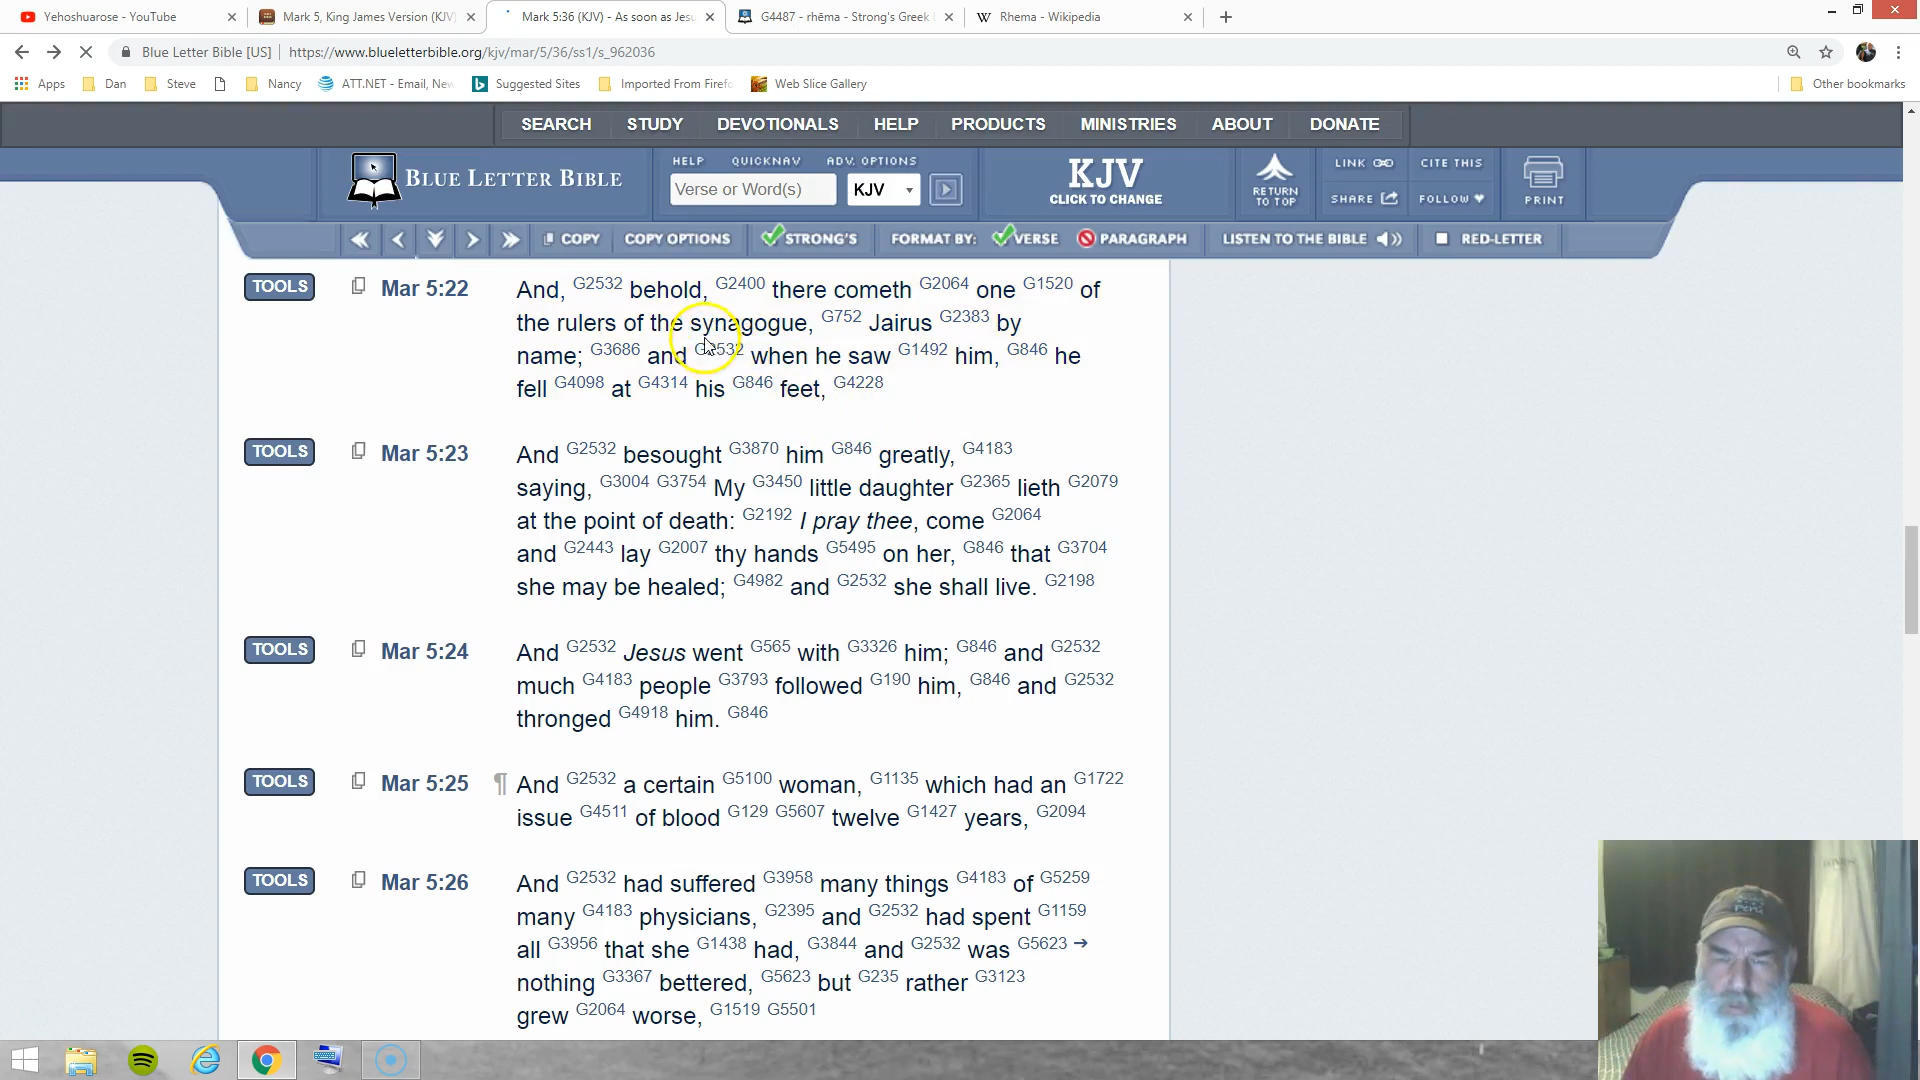 Yehoshuarose - YouTube
Mark 5, King James Version (KJV)
Mark 5:36 (KJV) - As soon as Jesu
G4487 - rhēma - Strong's Greek L
Rhema - Wikipedia
Blue Letter Bible [US] | https://www.blueletterbible.org/kjv/mar/5/36/ss1/s_962036
Apps Dan Steve Nancy ATT.NET - Email, New Suggested Sites Imported From Firefo Web Slice Gallery Other bookmarks
SEARCH STUDY DEVOTIONALS HELP PRODUCTS MINISTRIES ABOUT DONATE
BLUE LETTER BIBLE
HELP QUICKNAV ADV. OPTIONS
Verse or Word(s) KJV
KJV
CLICK TO CHANGE
RETURN
TO TOP
LINK CITE THIS
SHARE FOLLOW
PRINT
COPY COPY OPTIONS STRONG'S FORMAT BY: VERSE PARAGRAPH LISTEN TO THE BIBLE RED-LETTER
TOOLS Mar 5:22 And, G2532 behold, G2400 there cometh G2064 one G1520 of
the rulers of the synagogue, G752 Jairus G2383 by
name; G3686 and G2532 when he saw G1492 him, G846 he
fell G4098 at G4314 his G846 feet, G4228
TOOLS Mar 5:23 And G2532 besought G3870 him G846 greatly, G4183
saying, G3004 G3754 My G3450 little daughter G2365 lieth G2079
at the point of death: G2192 I pray thee, come G2064
and G2443 lay G2007 thy hands G5495 on her, G846 that G3704
she may be healed; G4982 and G2532 she shall live. G2198
TOOLS Mar 5:24 And G2532 Jesus went G565 with G3326 him; G846 and G2532
much G4183 people G3793 followed G190 him, G846 and G2532
thronged G4918 him. G846
TOOLS Mar 5:25 ¶ And G2532 a certain G5100 woman, G1135 which had an G1722
issue G4511 of blood G129 G5607 twelve G1427 years, G2094
TOOLS Mar 5:26 And G2532 had suffered G3958 many things G4183 of G5259
many G4183 physicians, G2395 and G2532 had spent G1159
all G3956 that she G1438 had, G3844 and G2532 was G5623 →
nothing G3367 bettered, G5623 but G235 rather G3123
grew G2064 worse, G1519 G5501